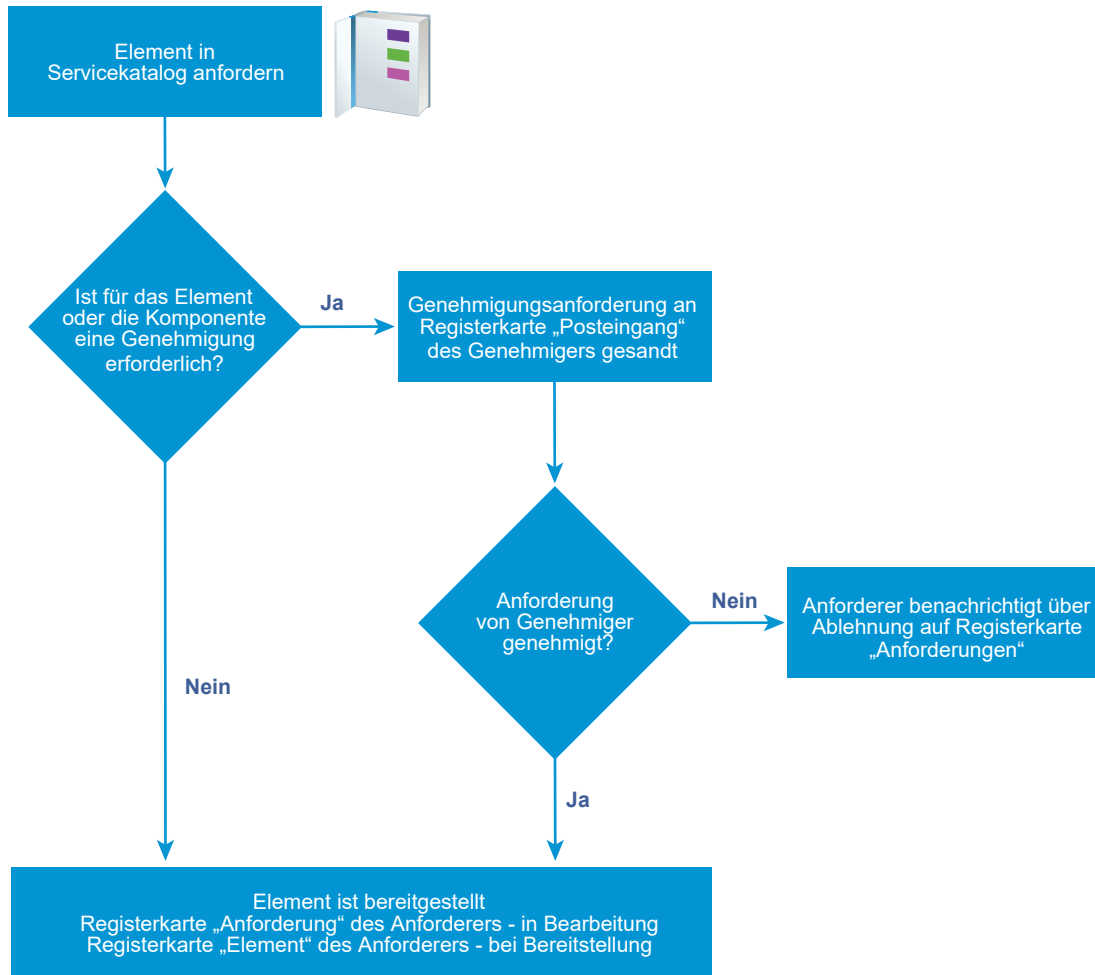 Element in
Servicekatalog anfordern
Ist für das Element
oder die Komponente
eine Genehmigung
erforderlich?
Ja
Genehmigungsanforderung an
Registerkarte „Posteingang“
des Genehmigers gesandt
Anforderung
von Genehmiger
genehmigt?
Nein
Anforderer benachrichtigt über
Ablehnung auf Registerkarte
„Anforderungen“
Nein
Ja
Element ist bereitgestellt
Registerkarte „Anforderung“ des Anforderers - in Bearbeitung
Registerkarte „Element“ des Anforderers - bei Bereitstellung